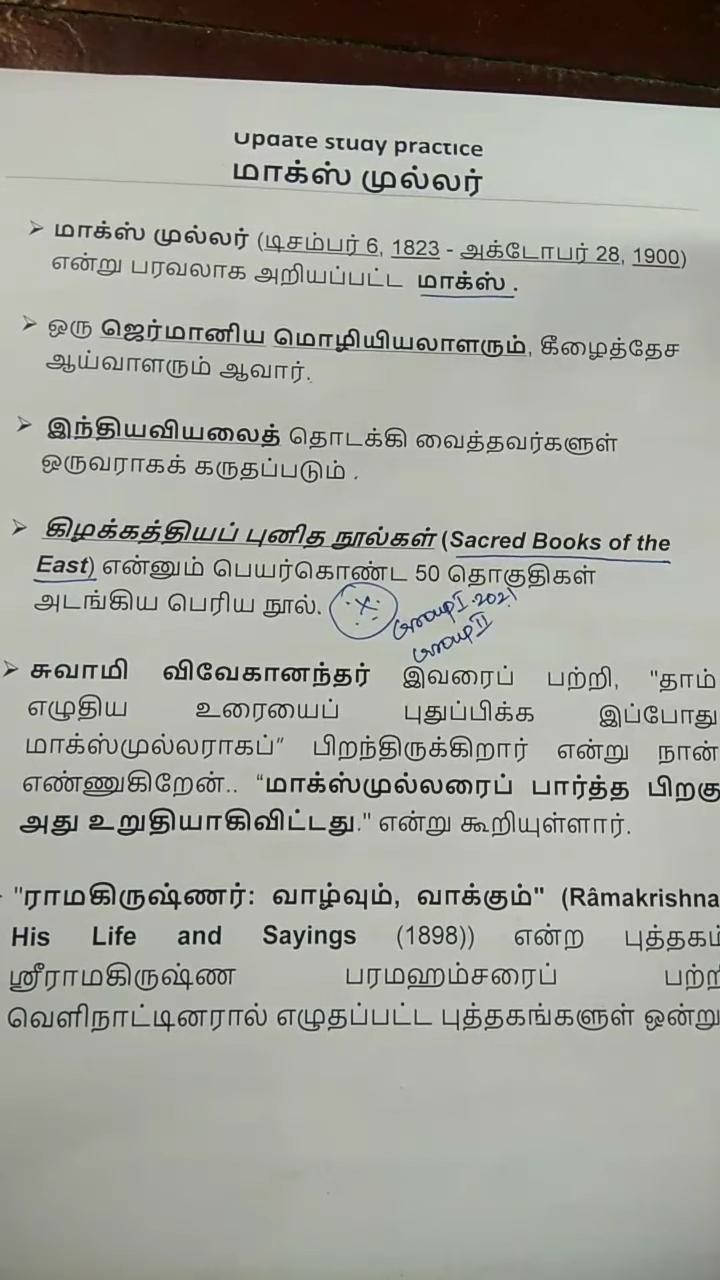 Update study practice
மாக்ஸ் முல்லர்
➢ மாக்ஸ் முல்லர் (டிசம்பர் 6, 1823 - அக்டோபர் 28, 1900)
என்று பரவலாக அறியப்பட்ட மாக்ஸ் .
➢ ஒரு ஜெர்மானிய மொழியியலாளரும், கீழைத்தேச
ஆய்வாளரும் ஆவார்.
➢ இந்தியவியலைத் தொடக்கி வைத்தவர்களுள்
ஒருவராகக் கருதப்படும் .
➢ கிழக்கத்தியப் புனித நூல்கள் (Sacred Books of the
East) என்னும் பெயர்கொண்ட 50 தொகுதிகள்
அடங்கிய பெரிய நூல்.
Group I. 2021
Group II
➢ சுவாமி விவேகானந்தர் இவரைப் பற்றி, "தாம்
எழுதிய உரையைப் புதுப்பிக்க இப்போது
மாக்ஸ்முல்லராகப்” பிறந்திருக்கிறார் என்று நான்
எண்ணுகிறேன்.. “மாக்ஸ்முல்லரைப் பார்த்த பிறகு
அது உறுதியாகிவிட்டது." என்று கூறியுள்ளார்.
"ராமகிருஷ்ணர்: வாழ்வும், வாக்கும்" (Râmakrishna
His Life and Sayings (1898)) என்ற புத்தகம்
ஸ்ரீராமகிருஷ்ண பரமஹம்சரைப் பற்றி
வெளிநாட்டினரால் எழுதப்பட்ட புத்தகங்களுள் ஒன்று